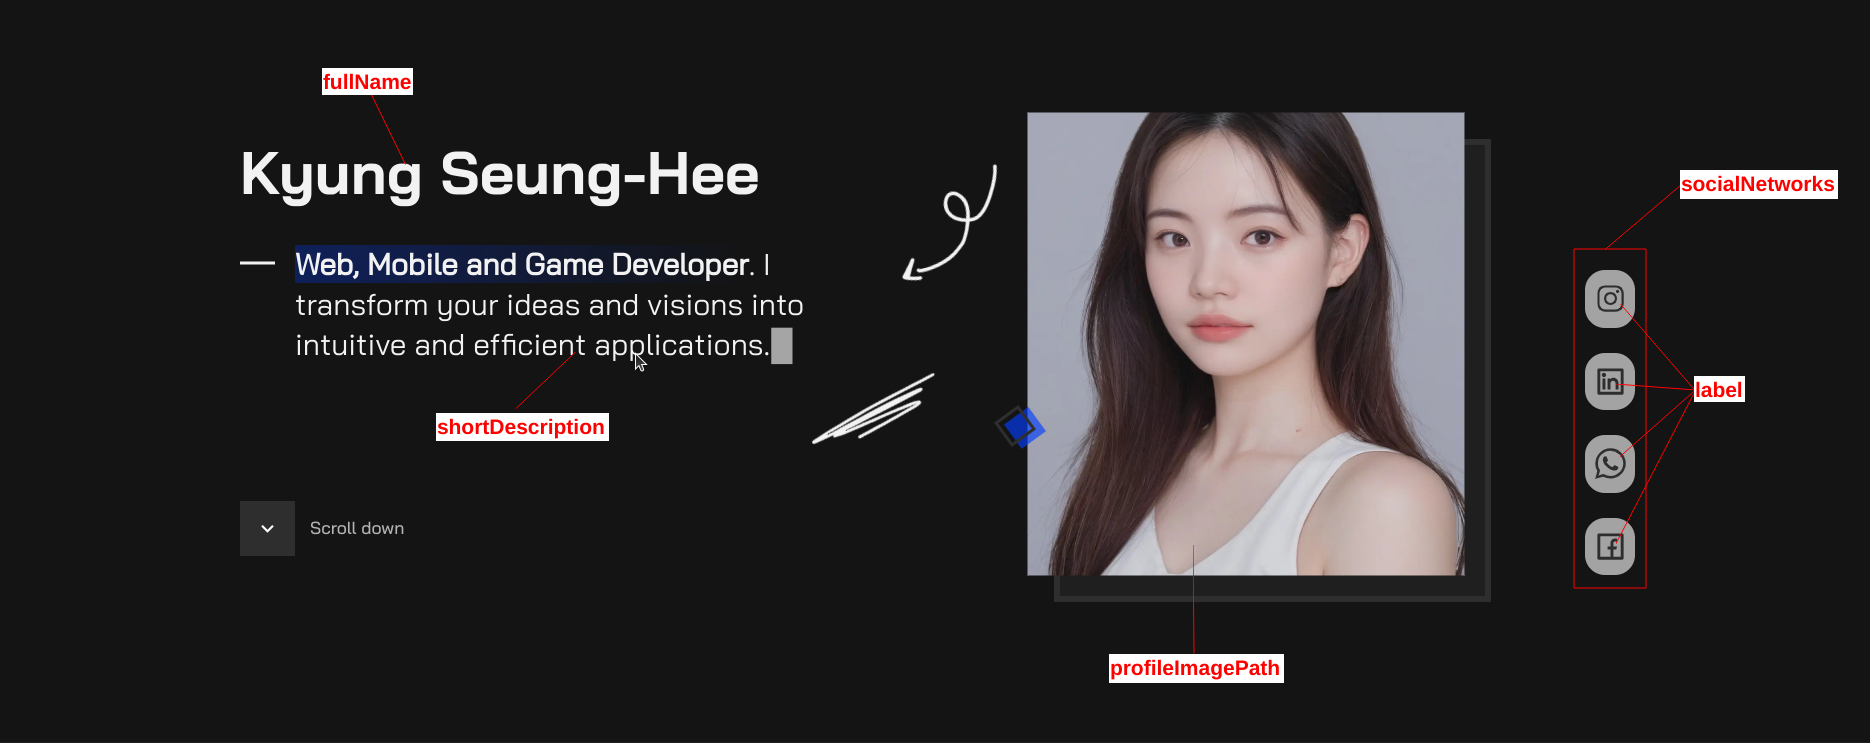 fullName
Kyung Seung-Hee
socialNetworks
Web, Mobile and Game Developer. I
transform your ideas and visions into
intuitive and efficient applications.
label
shortDescription
Scroll down
profileImagePath